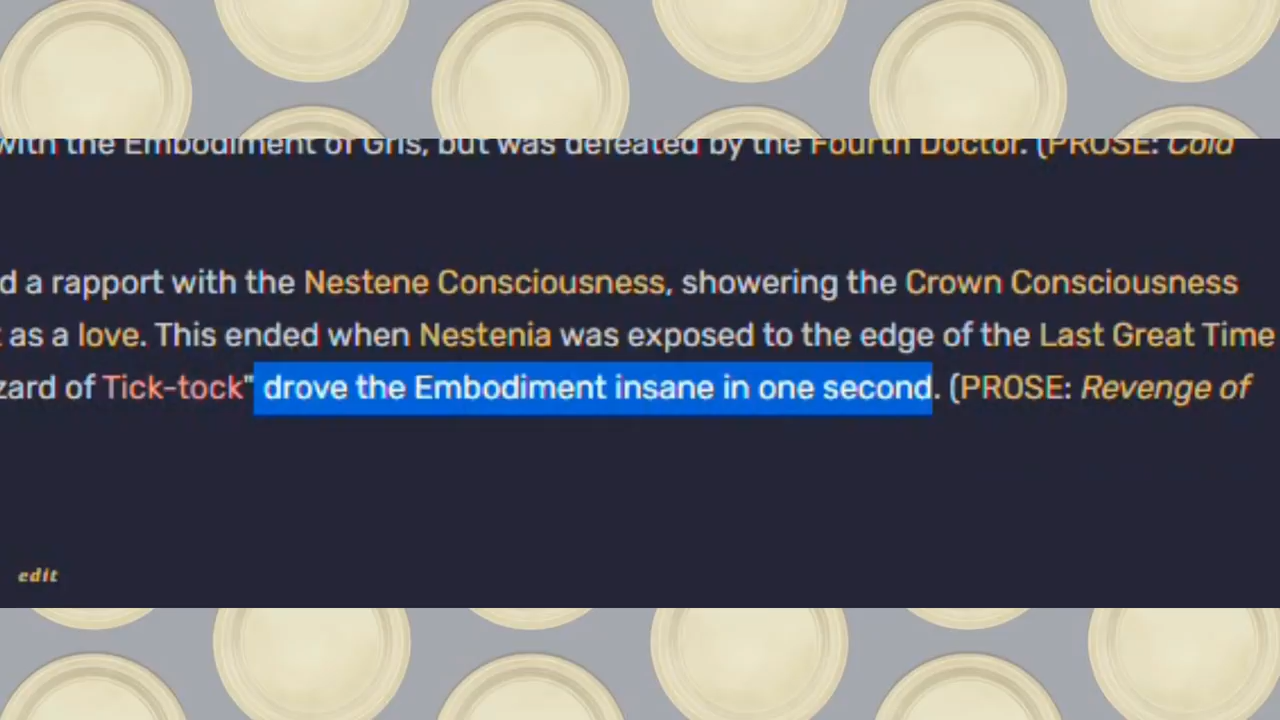 with the Embodiment of Gris, but was defeated by the Fourth Doctor. (PROSE: Cold
d a rapport with the Nestene Consciousness, showering the Crown Consciousness
as a love. This ended when Nestenia was exposed to the edge of the Last Great Time
zard of Tick-tock" drove the Embodiment insane in one second. (PROSE: Revenge of
edit